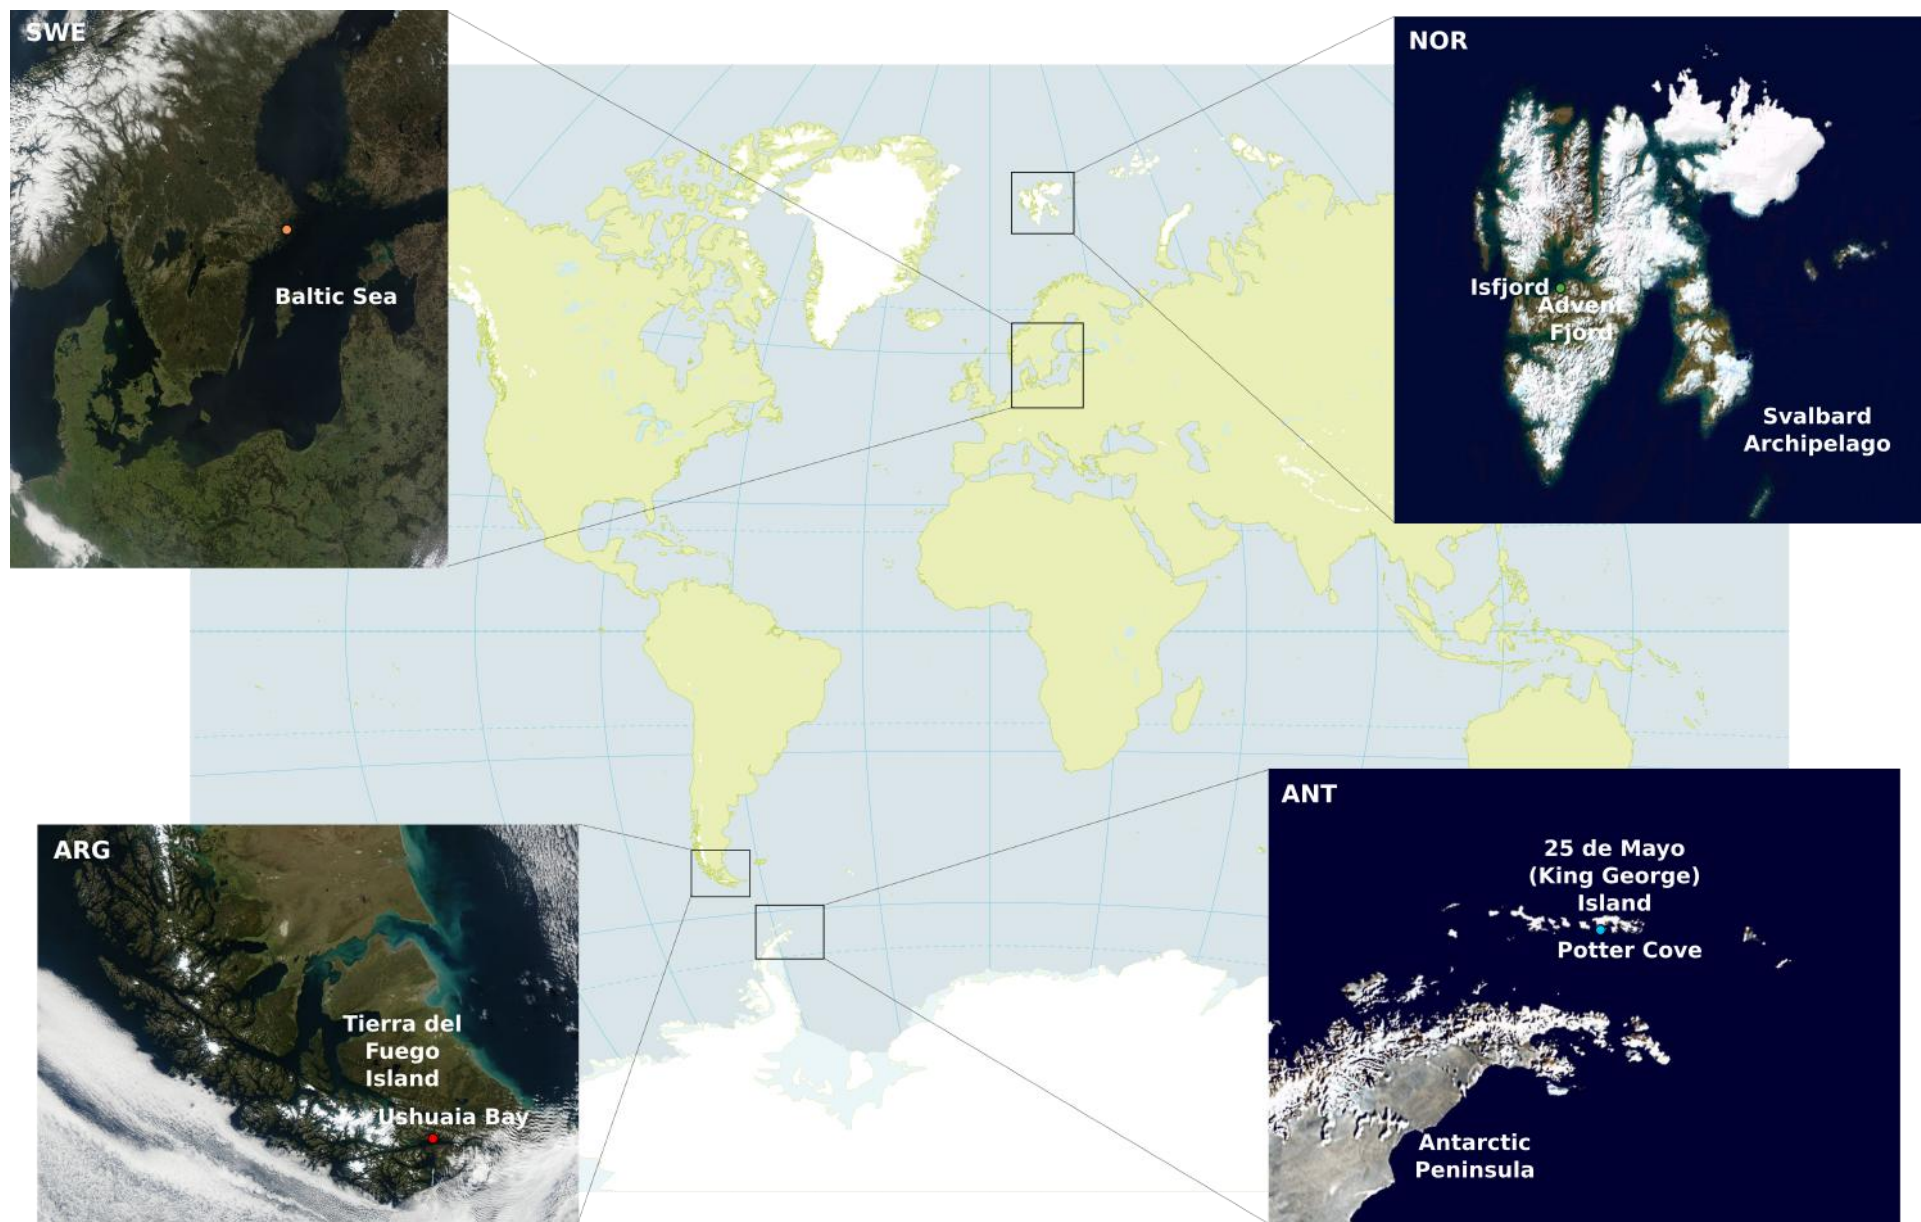 SWE
Baltic Sea
NOR
Isfjord
Advent
Fjord
Svalbard
Archipelago
ARG
Tierra del
Fuego
Island
Ushuaia Bay
ANT
25 de Mayo
(King George)
Island
Potter Cove
Antarctic
Peninsula